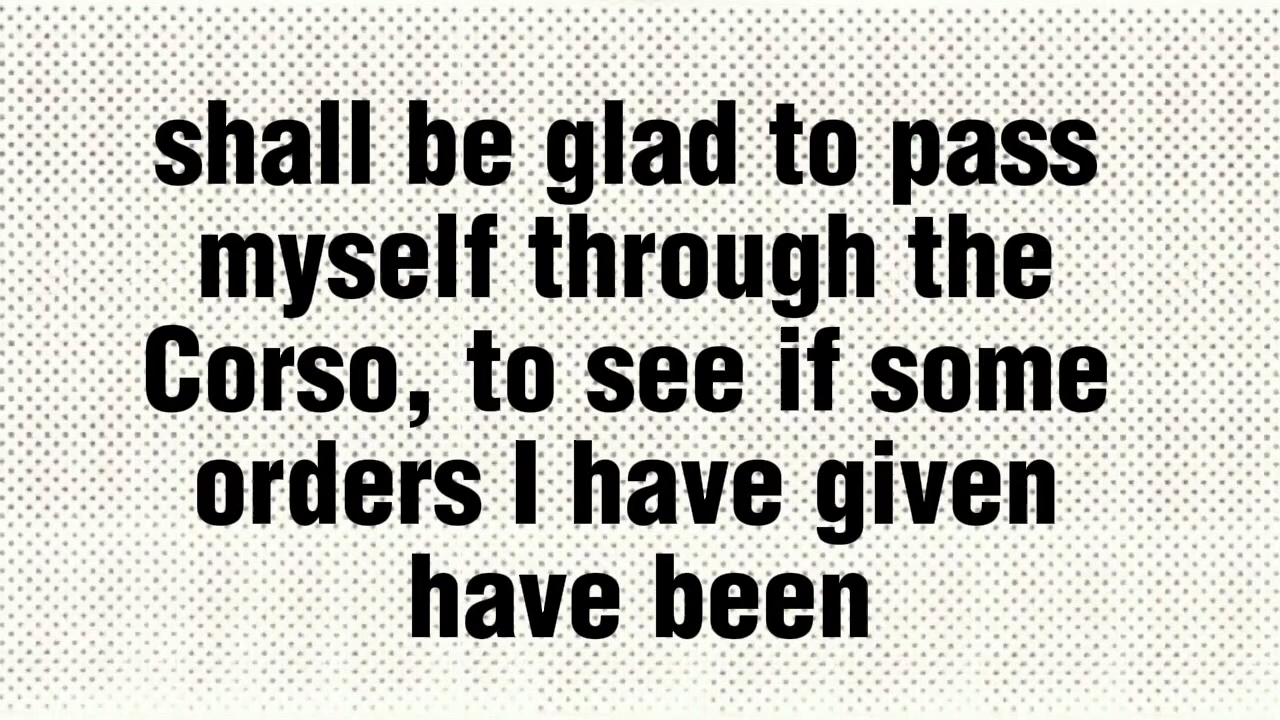 shall be glad to pass
myself through the
Corso, to see if some
orders I have given
have been